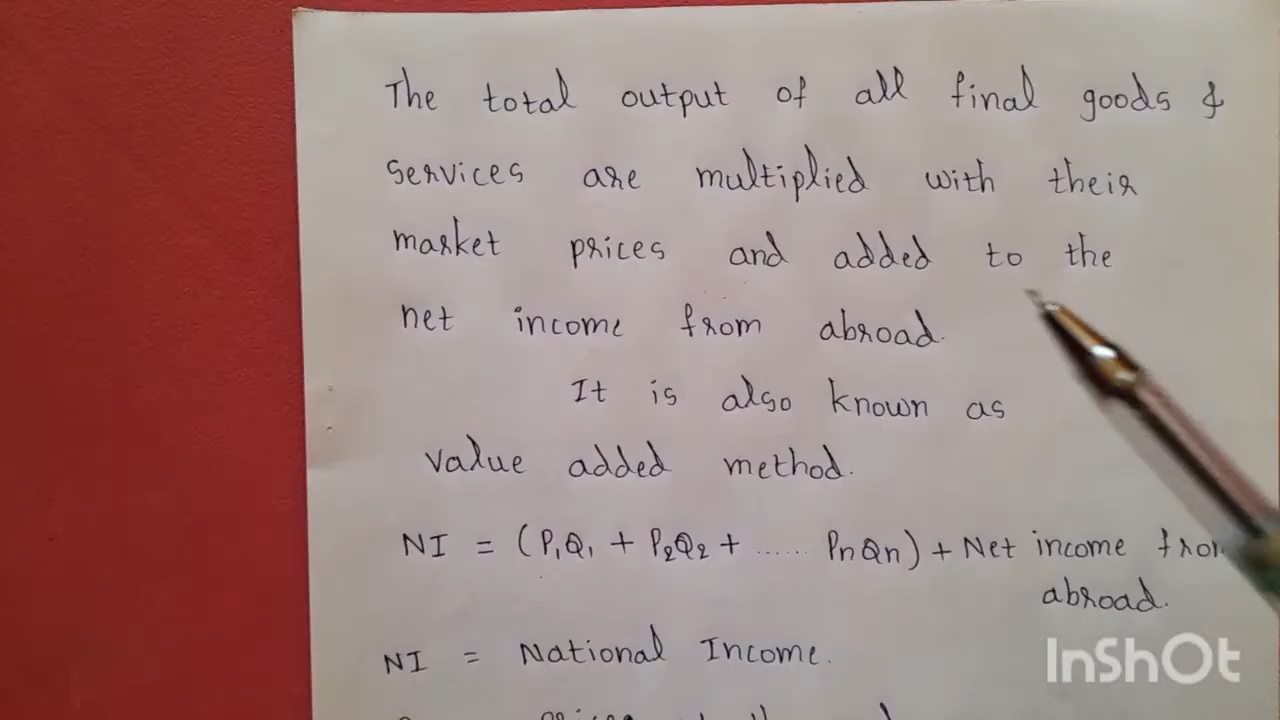 The total output of all final goods &
services are multiplied with their
market prices and added to the
net income from abroad.
It is also known as
value added method.
NI = (P₁Q₁ + P₂Q₂ + ...... PnQn) + Net income from
abroad.
NI = National Income.
InShOt